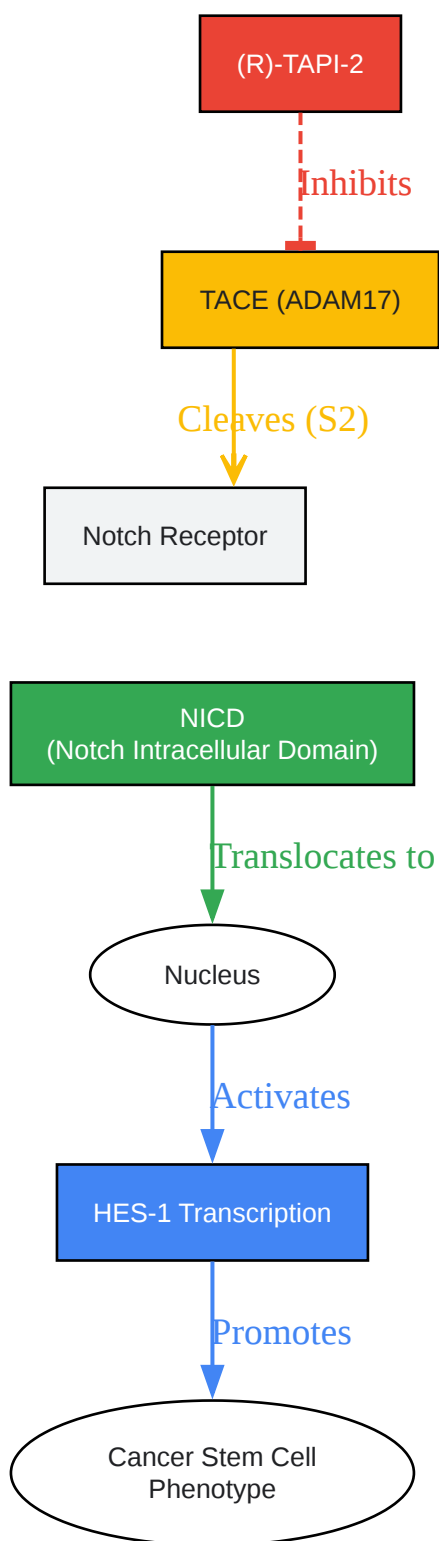 (R)-TAPI-2
Inhibits
TACE (ADAM17)
Cleaves (S2)
Notch Receptor
NICD
(Notch Intracellular Domain)
Translocates to
Nucleus
Activates
HES-1 Transcription
Promotes
Cancer Stem Cell
Phenotype